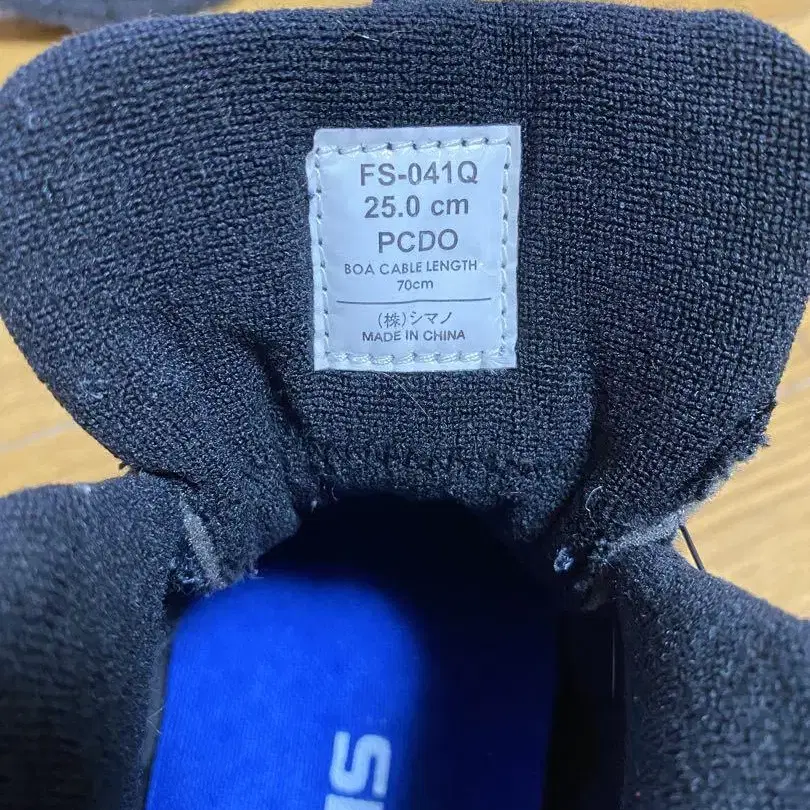 FS-041Q
25.0 cm
PCDO
BOA CABLE LENGTH
70cm
(株)シマノ
MADE IN CHINA